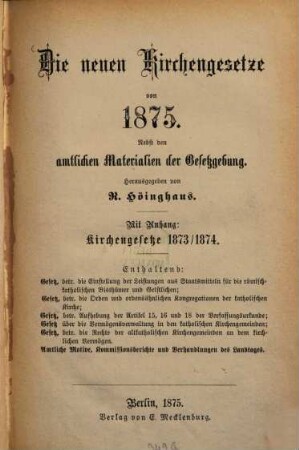 Die neuen Kirchengesetze
von
1875.
Nebst den
amtlichen Materialien der Gesetzgebung.
Herausgegeben von
R. Höinghaus.
Mit Anhang:
Kirchengesetze 1873/1874.
Enthaltend:
Gesetz, betr. die Einstellung der Leistungen aus Staatsmitteln für die römisch-
katholischen Bisthümer und Geistlichen;
Gesetz, betr. die Orden und ordensähnlichen Kongregationen der katholischen
Kirche;
Gesetz, betr. Aufhebung der Artikel 15, 16 und 18 der Verfassungsurkunde;
Gesetz über die Vermögensverwaltung in den kathol­ischen Kirchengemeinden;
Gesetz, betr. die Rechte der altkatholischen Kirchengemeinden an dem kirch-
lichen Vermögen.
Amtliche Motive, Kommissionsberichte und Verhandlungen des Landtages.
Berlin, 1875.
Verlag von E. Mecklenburg.